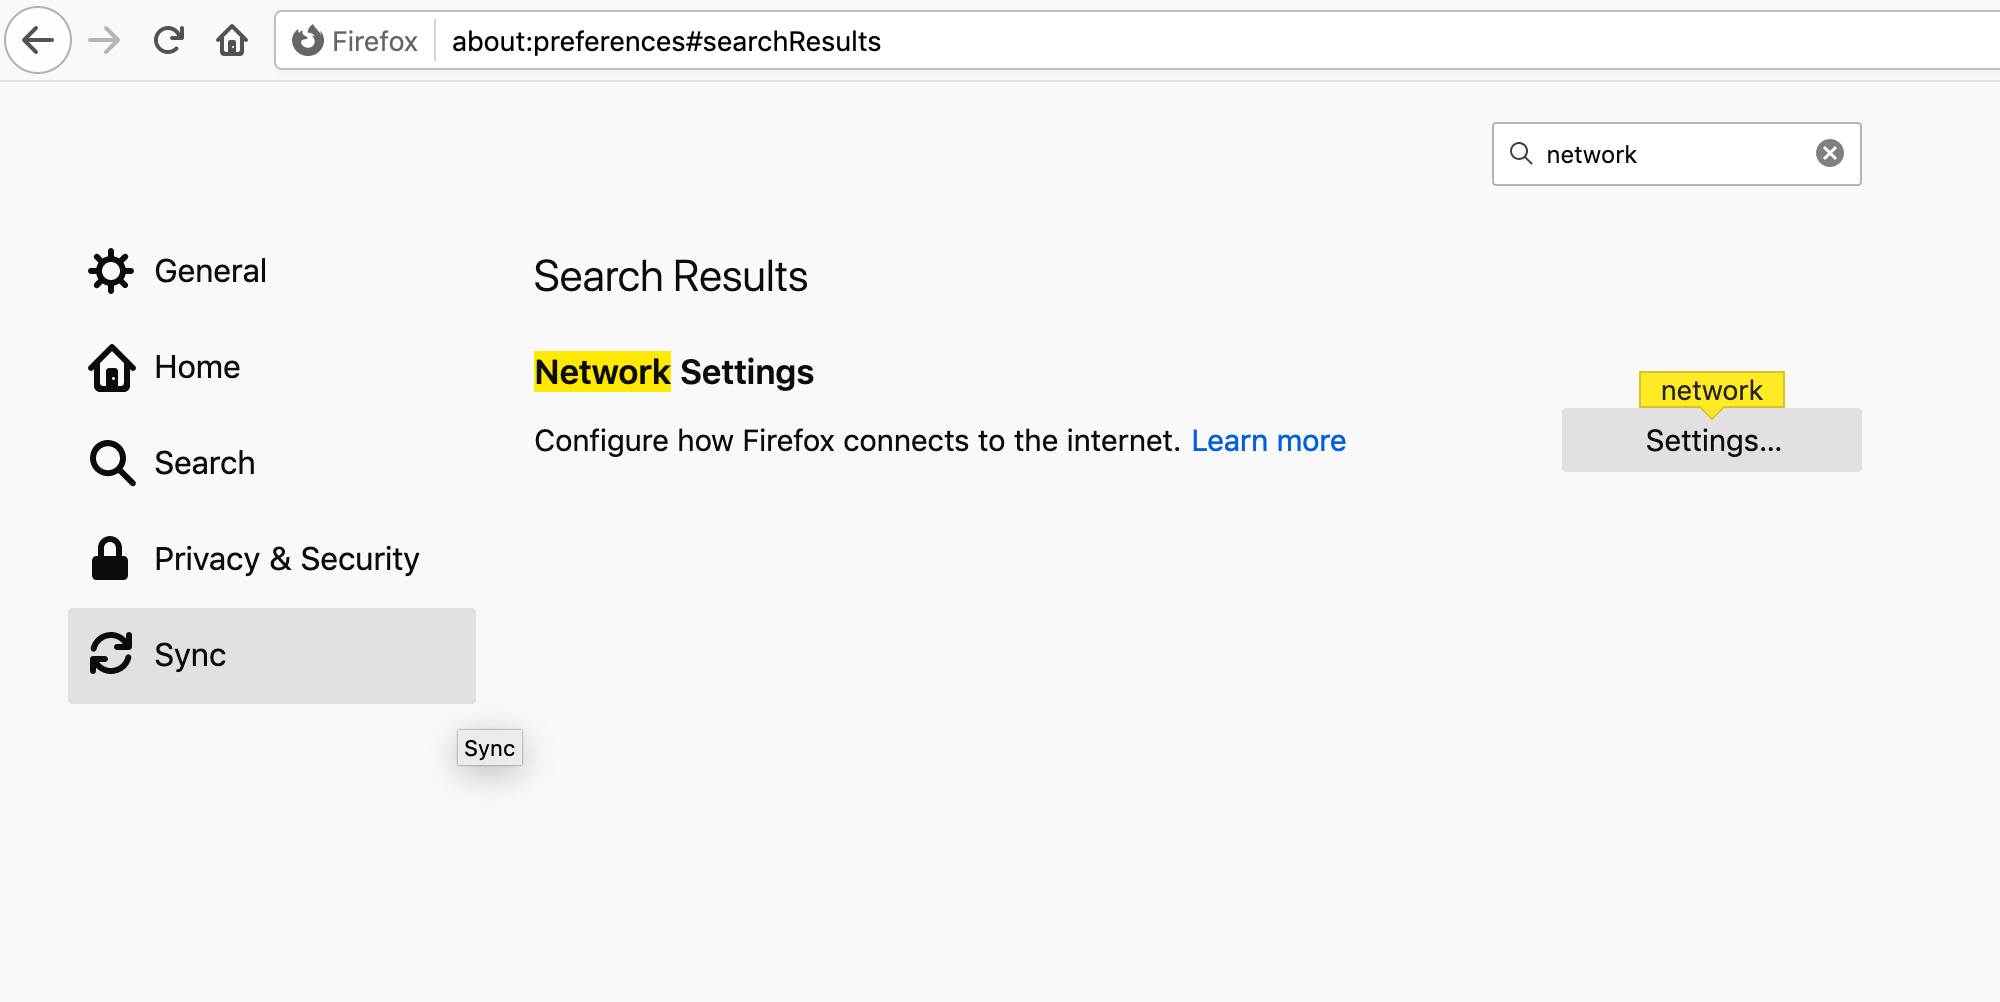 Firefox about:preferences#searchResults
network
General
Home
Search
Privacy & Security
Sync
Sync
Search Results
Network Settings
network
Configure how Firefox connects to the internet. Learn more
Settings...